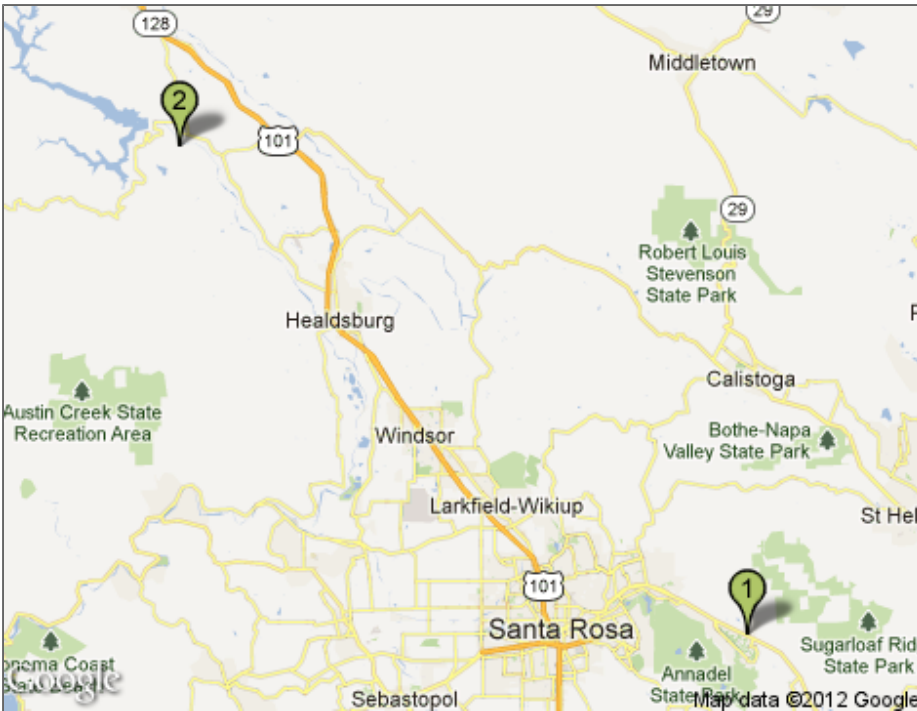 128
29
Middletown
2
101
29
Robert Louis
Stevenson
State Park
Healdsburg
Calistoga
Austin Creek State
Recreation Area
Windsor
Bothe-Napa
Valley State Park
Larkfield-Wikiup
St Hel
101
1
Santa Rosa
Sugarloaf Rid
State Park
onoma Coast
State Beach
Annadel
State Park
Google
Sebastopol
Map data ©2012 Google